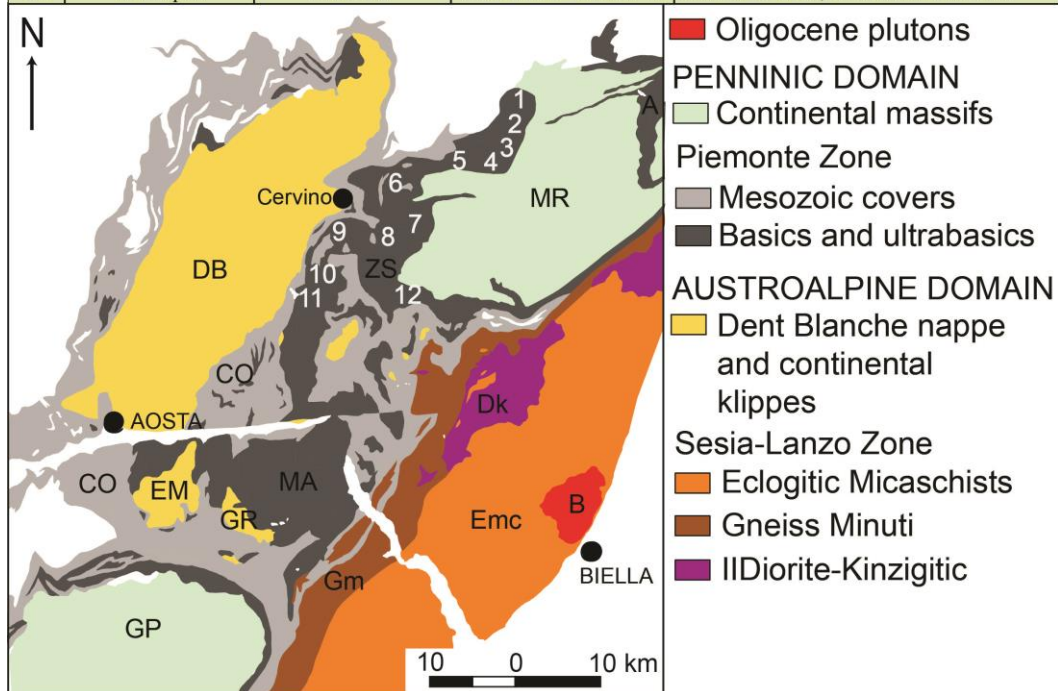 N
1
2
3
4
5
6
7
8
9
10
11
12
A
MR
Cervino
DB
ZS
CO
AOSTA
CO
EM
GR
MA
Dk
Emc
B
BIELLA
Gm
GP
10 0 10 km
Oligocene plutons
PENNINIC DOMAIN
Continental massifs
Piemonte Zone
Mesozoic covers
Basics and ultrabasics
AUSTROALPINE DOMAIN
Dent Blanche nappe
and continental
klippes
Sesia-Lanzo Zone
Eclogitic Micaschists
Gneiss Minuti
IIDiorite-Kinzigitic